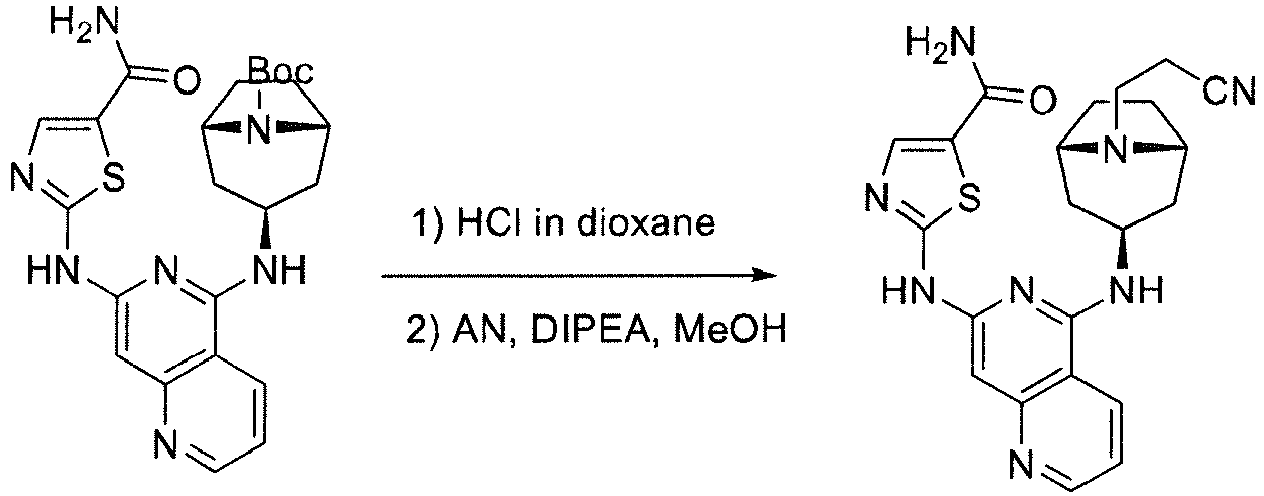 H2N
O
Boc
N
N
S
HN
N
NH
N
1) HCl in dioxane
2) AN, DIPEA, MeOH
H2N
O
CN
N
N
S
HN
N
NH
N